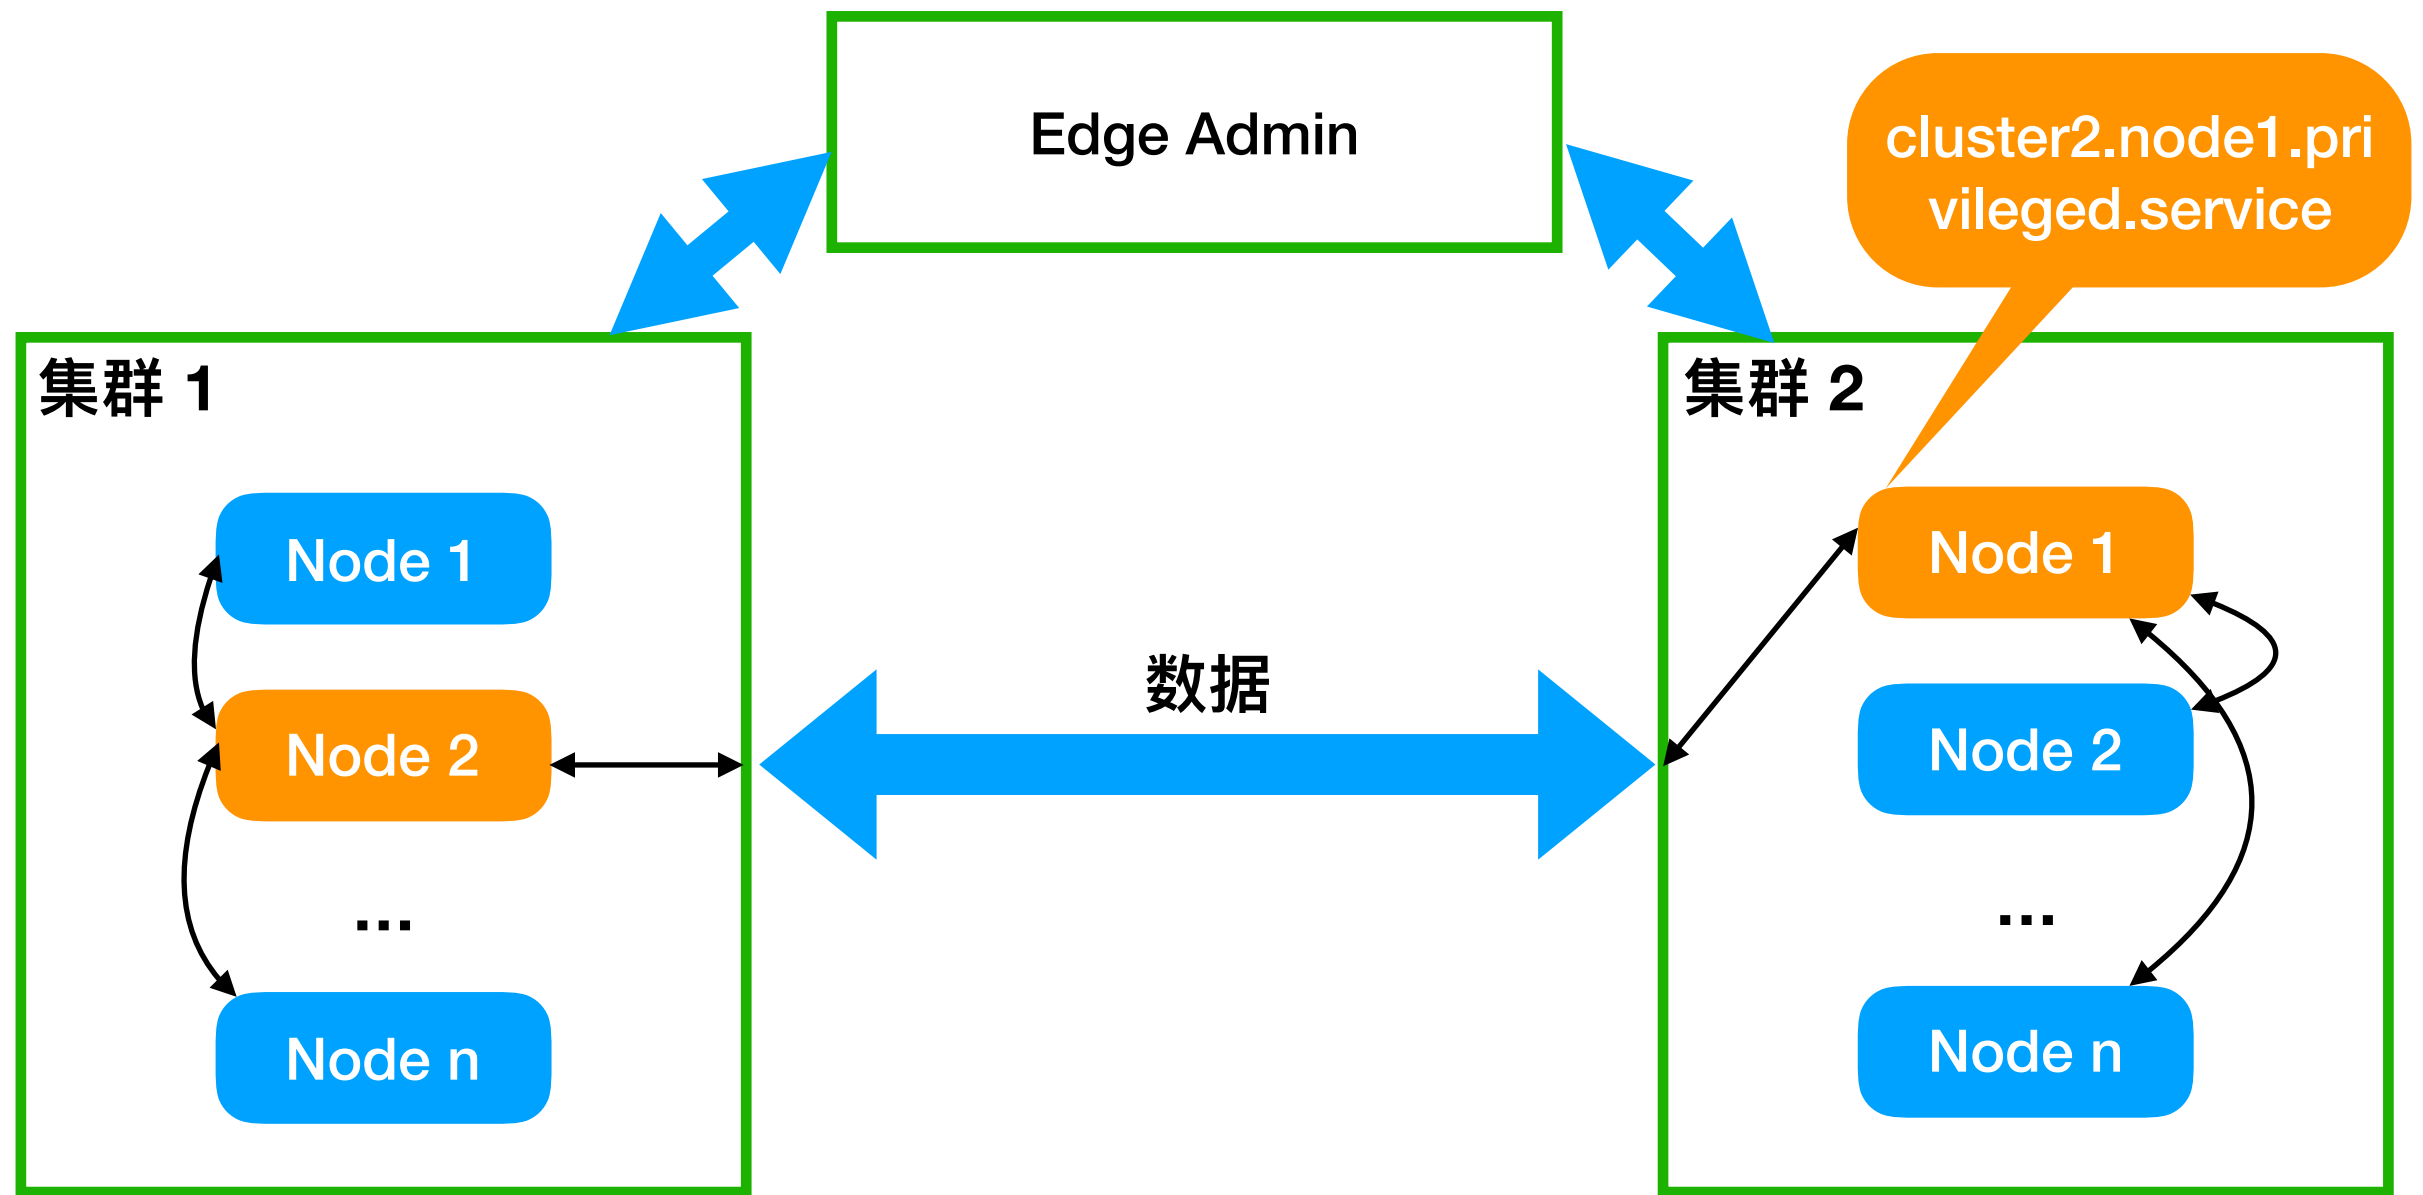 Edge Admin
cluster2.node1.pri
vileged.service
集群 1
Node 1
Node 2
...
Node n
数据
集群 2
Node 1
Node 2
...
Node n